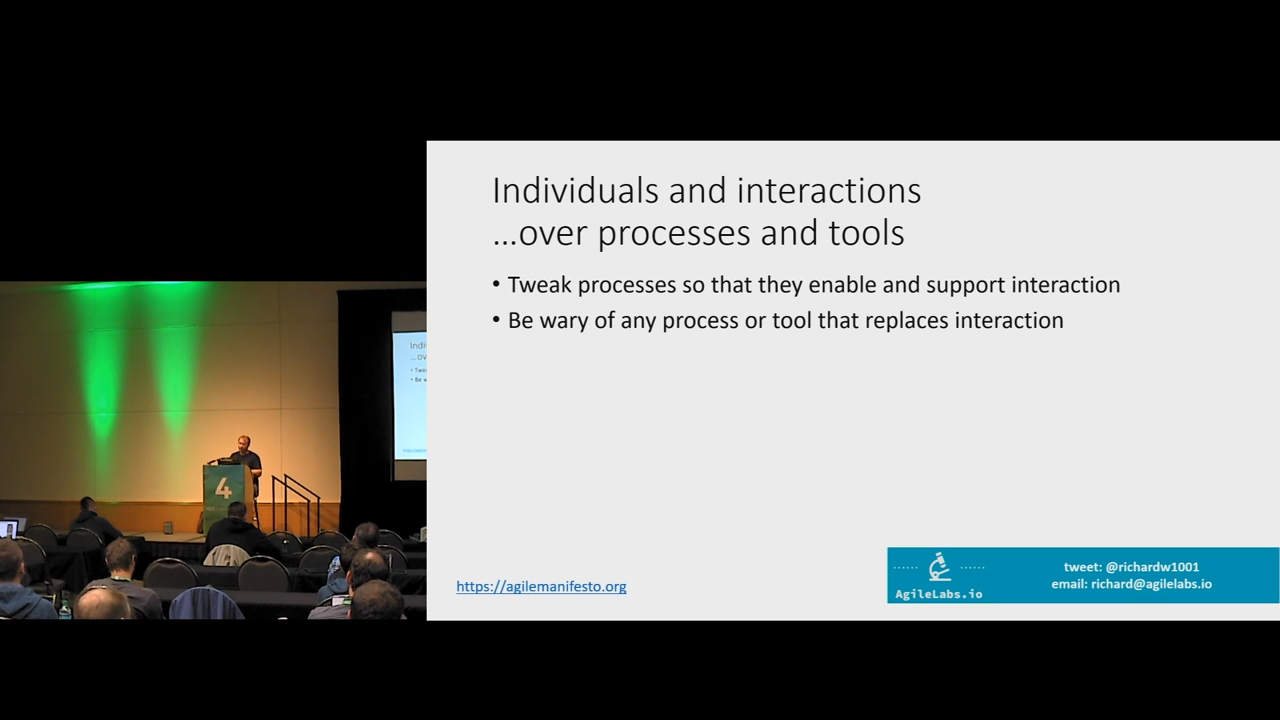 Individuals and interactions
...over processes and tools
• Tweak processes so that they enable and support interaction
• Be wary of any process or tool that replaces interaction
https://agilemanifesto.org
AgileLabs.io
tweet: @richardw1001
email: richard@agilelabs.io
4
Indi